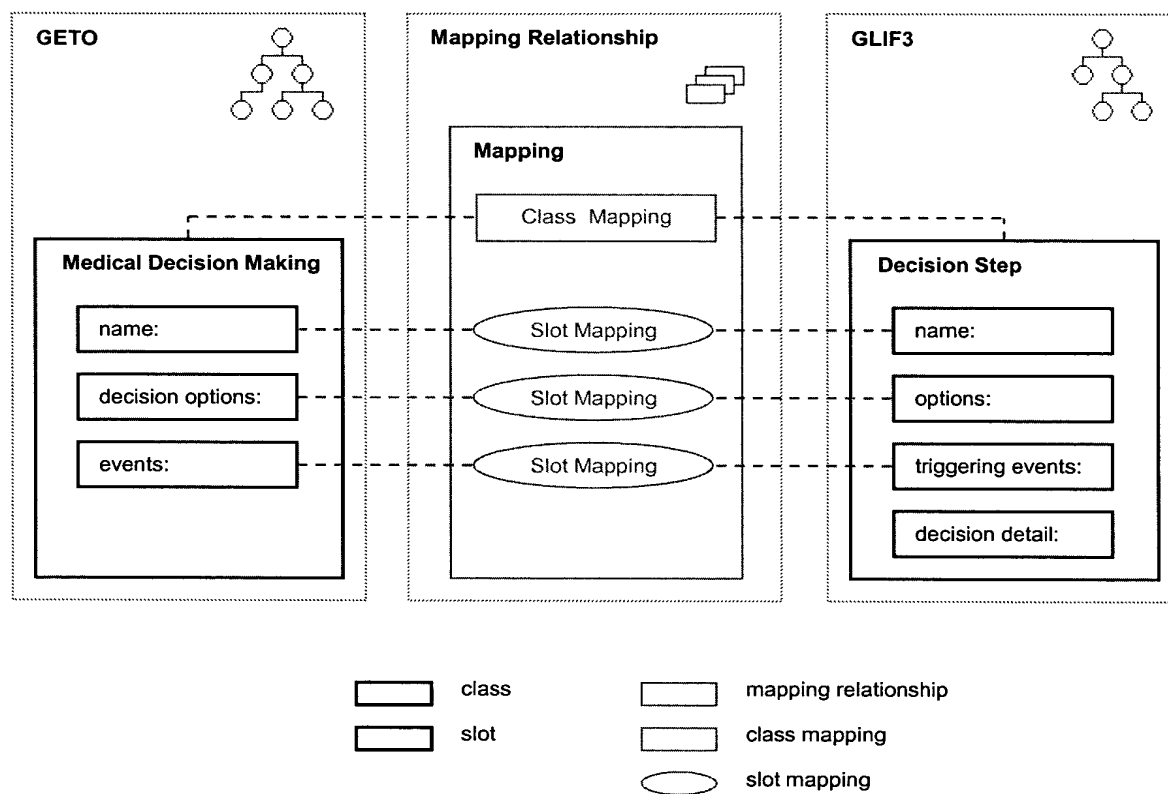 GETO
Mapping Relationship
GLIF3
Mapping
Class Mapping
Medical Decision Making
Decision Step
name:
Slot Mapping
name:
decision options:
Slot Mapping
options:
events:
Slot Mapping
triggering events:
decision detail:
class
mapping relationship
slot
class mapping
slot mapping